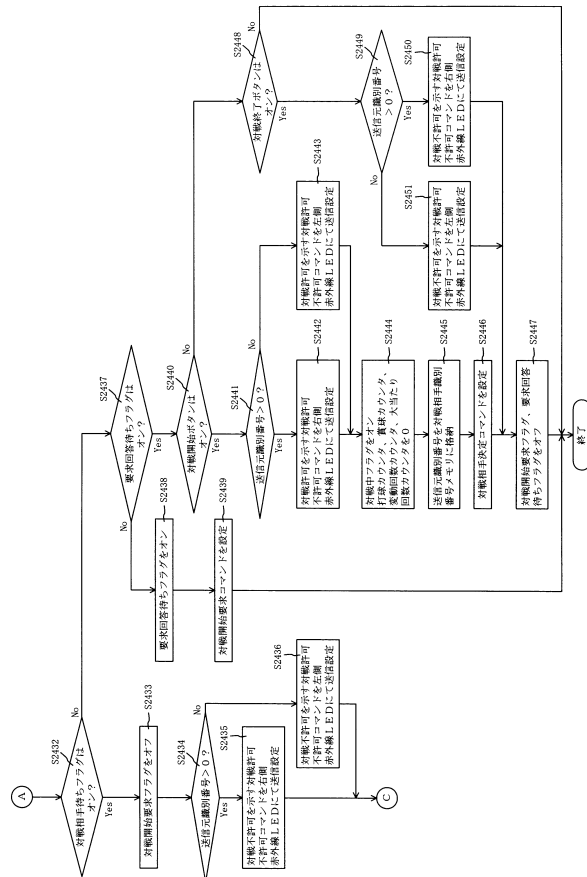 A
S2432
対戦相手待ちフラグは
オン？
No
Yes
S2433
対戦開始要求フラグをオフ
S2434
送信元識別番号＞０？
No
Yes
S2435
対戦不許可を示す対戦許可
不許可コマンドを右側
赤外線ＬＥＤにて送信設定
S2436
対戦不許可を示す対戦許可
不許可コマンドを左側
赤外線ＬＥＤにて送信設定
C
S2437
要求回答待ちフラグは
オン？
No
Yes
S2438
要求回答待ちフラグをオン
S2439
対戦開始要求コマンドを設定
S2440
対戦開始ボタンは
オン？
No
Yes
S2441
送信元識別番号＞０？
No
Yes
S2442
対戦許可を示す対戦許可
不許可コマンドを右側
赤外線ＬＥＤにて送信設定
S2443
対戦許可を示す対戦許可
不許可コマンドを左側
赤外線ＬＥＤにて送信設定
S2444
対戦中フラグをオン
打球カウンタ、賞球カウンタ、
変動回数カウンタ、大当たり
回数カウンタを０
S2445
送信元識別番号を対戦相手識別
番号メモリに格納
S2446
対戦相手決定コマンドを設定
S2447
対戦開始要求フラグ、要求回答
待ちフラグをオフ
S2448
対戦終了ボタンは
オン？
No
Yes
S2449
送信元識別番号
＞０？
No
Yes
S2450
対戦不許可を示す対戦許可
不許可コマンドを右側
赤外線ＬＥＤにて送信設定
S2451
対戦不許可を示す対戦許可
不許可コマンドを左側
赤外線ＬＥＤにて送信設定
終了